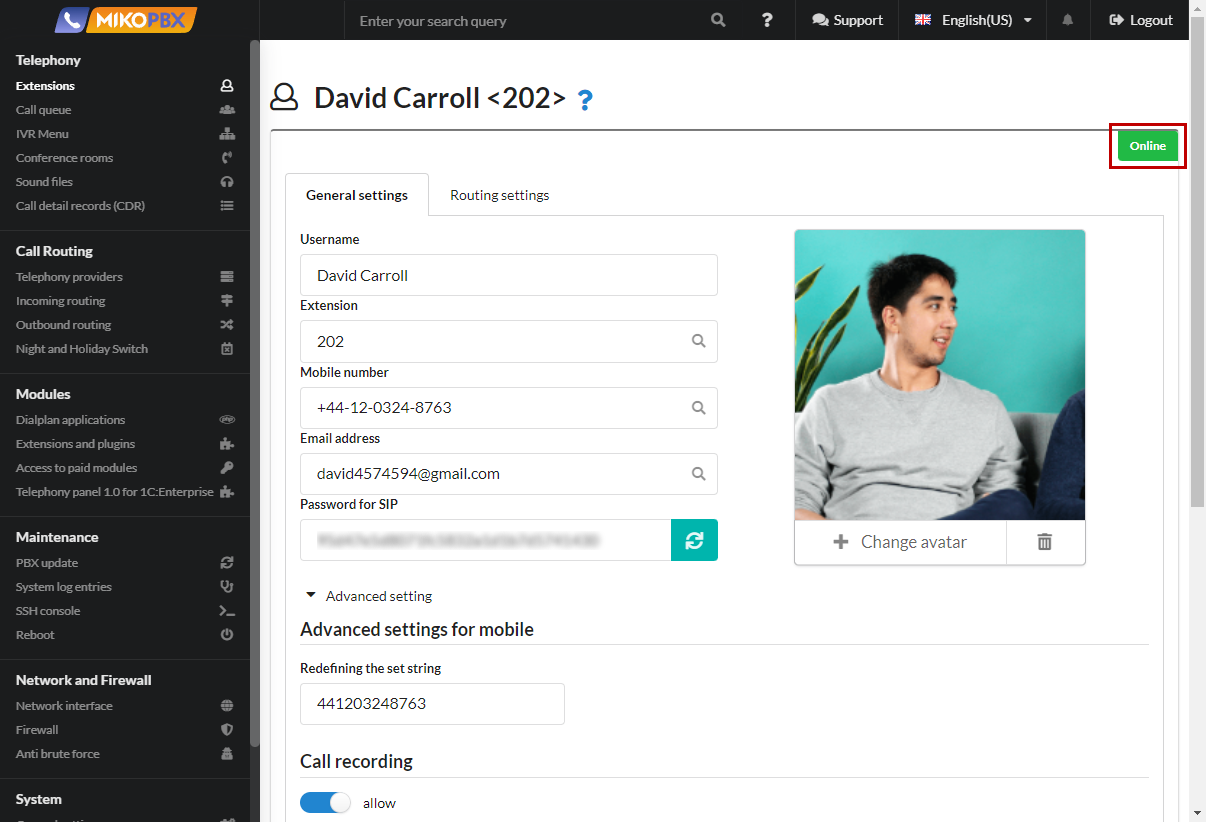 MIKOPBX
Enter your search query
?
Support
English(US)
Logout
Telephony
Extensions
Call queue
IVR Menu
Conference rooms
Sound files
Call detail records (CDR)
Call Routing
Telephony providers
Incoming routing
Outbound routing
Night and Holiday Switch
Modules
Dialplan applications
Extensions and plugins
Access to paid modules
Telephony panel 1.0 for 1C:Enterprise
Maintenance
PBX update
System log entries
SSH console
Reboot
Network and Firewall
Network interface
Firewall
Anti brute force
System
David Carroll <202> ?
Online
General settings
Routing settings
Username
David Carroll
Extension
202
Mobile number
+44-12-0324-8763
Email address
david4574594@gmail.com
Password for SIP
Change avatar
Advanced setting
Advanced settings for mobile
Redefining the set string
441203248763
Call recording
allow